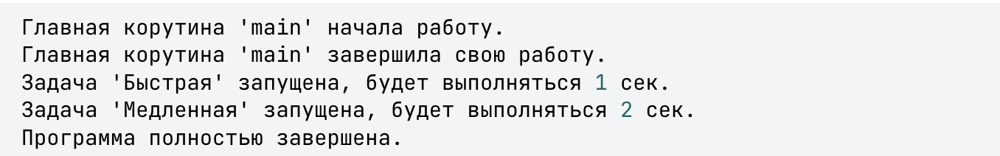 Главная корутина 'main' начала работу.
Главная корутина 'main' завершила свою работу.
Задача 'Быстрая' запущена, будет выполняться 1 сек.
Задача 'Медленная' запущена, будет выполняться 2 сек.
Программа полностью завершена.